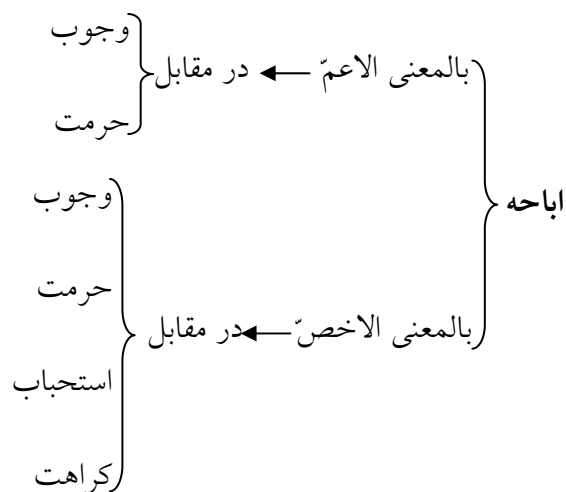 اباحه
بالمعنی الاعمّ ← در مقابل
وجوب
حرمت
بالمعنی الاخصّ ← در مقابل
وجوب
حرمت
استحباب
کراهت